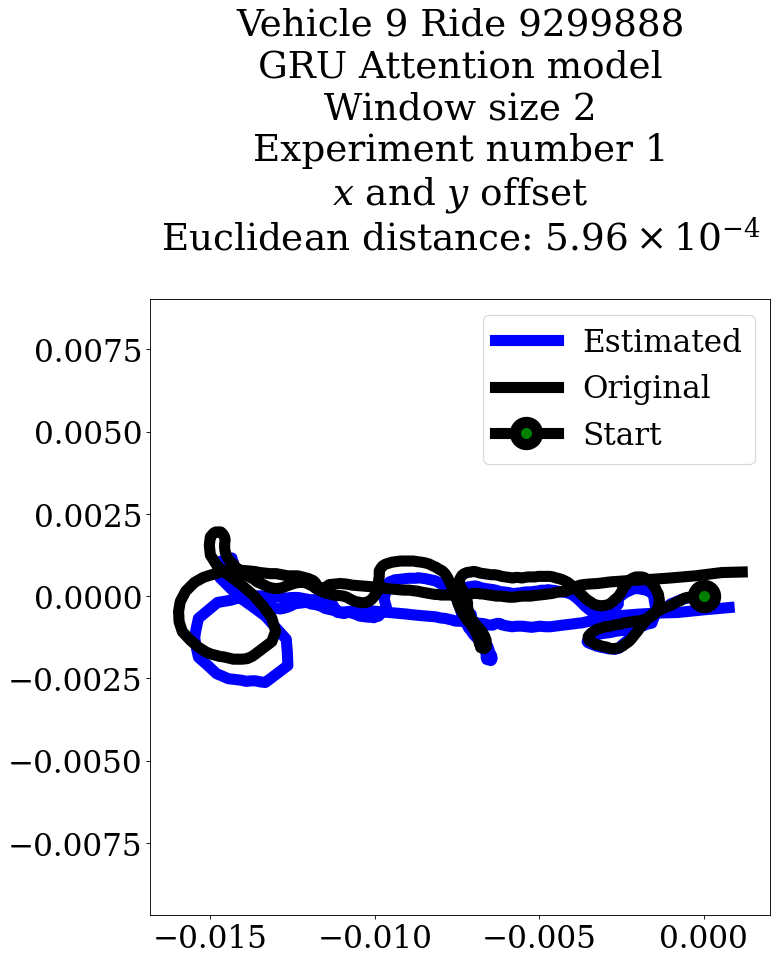 Vehicle 9 Ride 9299888
GRU Attention model
Window size 2
Experiment number 1
x and y offset
Euclidean distance: 5.96 × 10⁻⁴
Estimated
Original
Start
0.0075
0.0050
0.0025
0.0000
−0.0025
−0.0050
−0.0075
−0.015 −0.010 −0.005 0.000